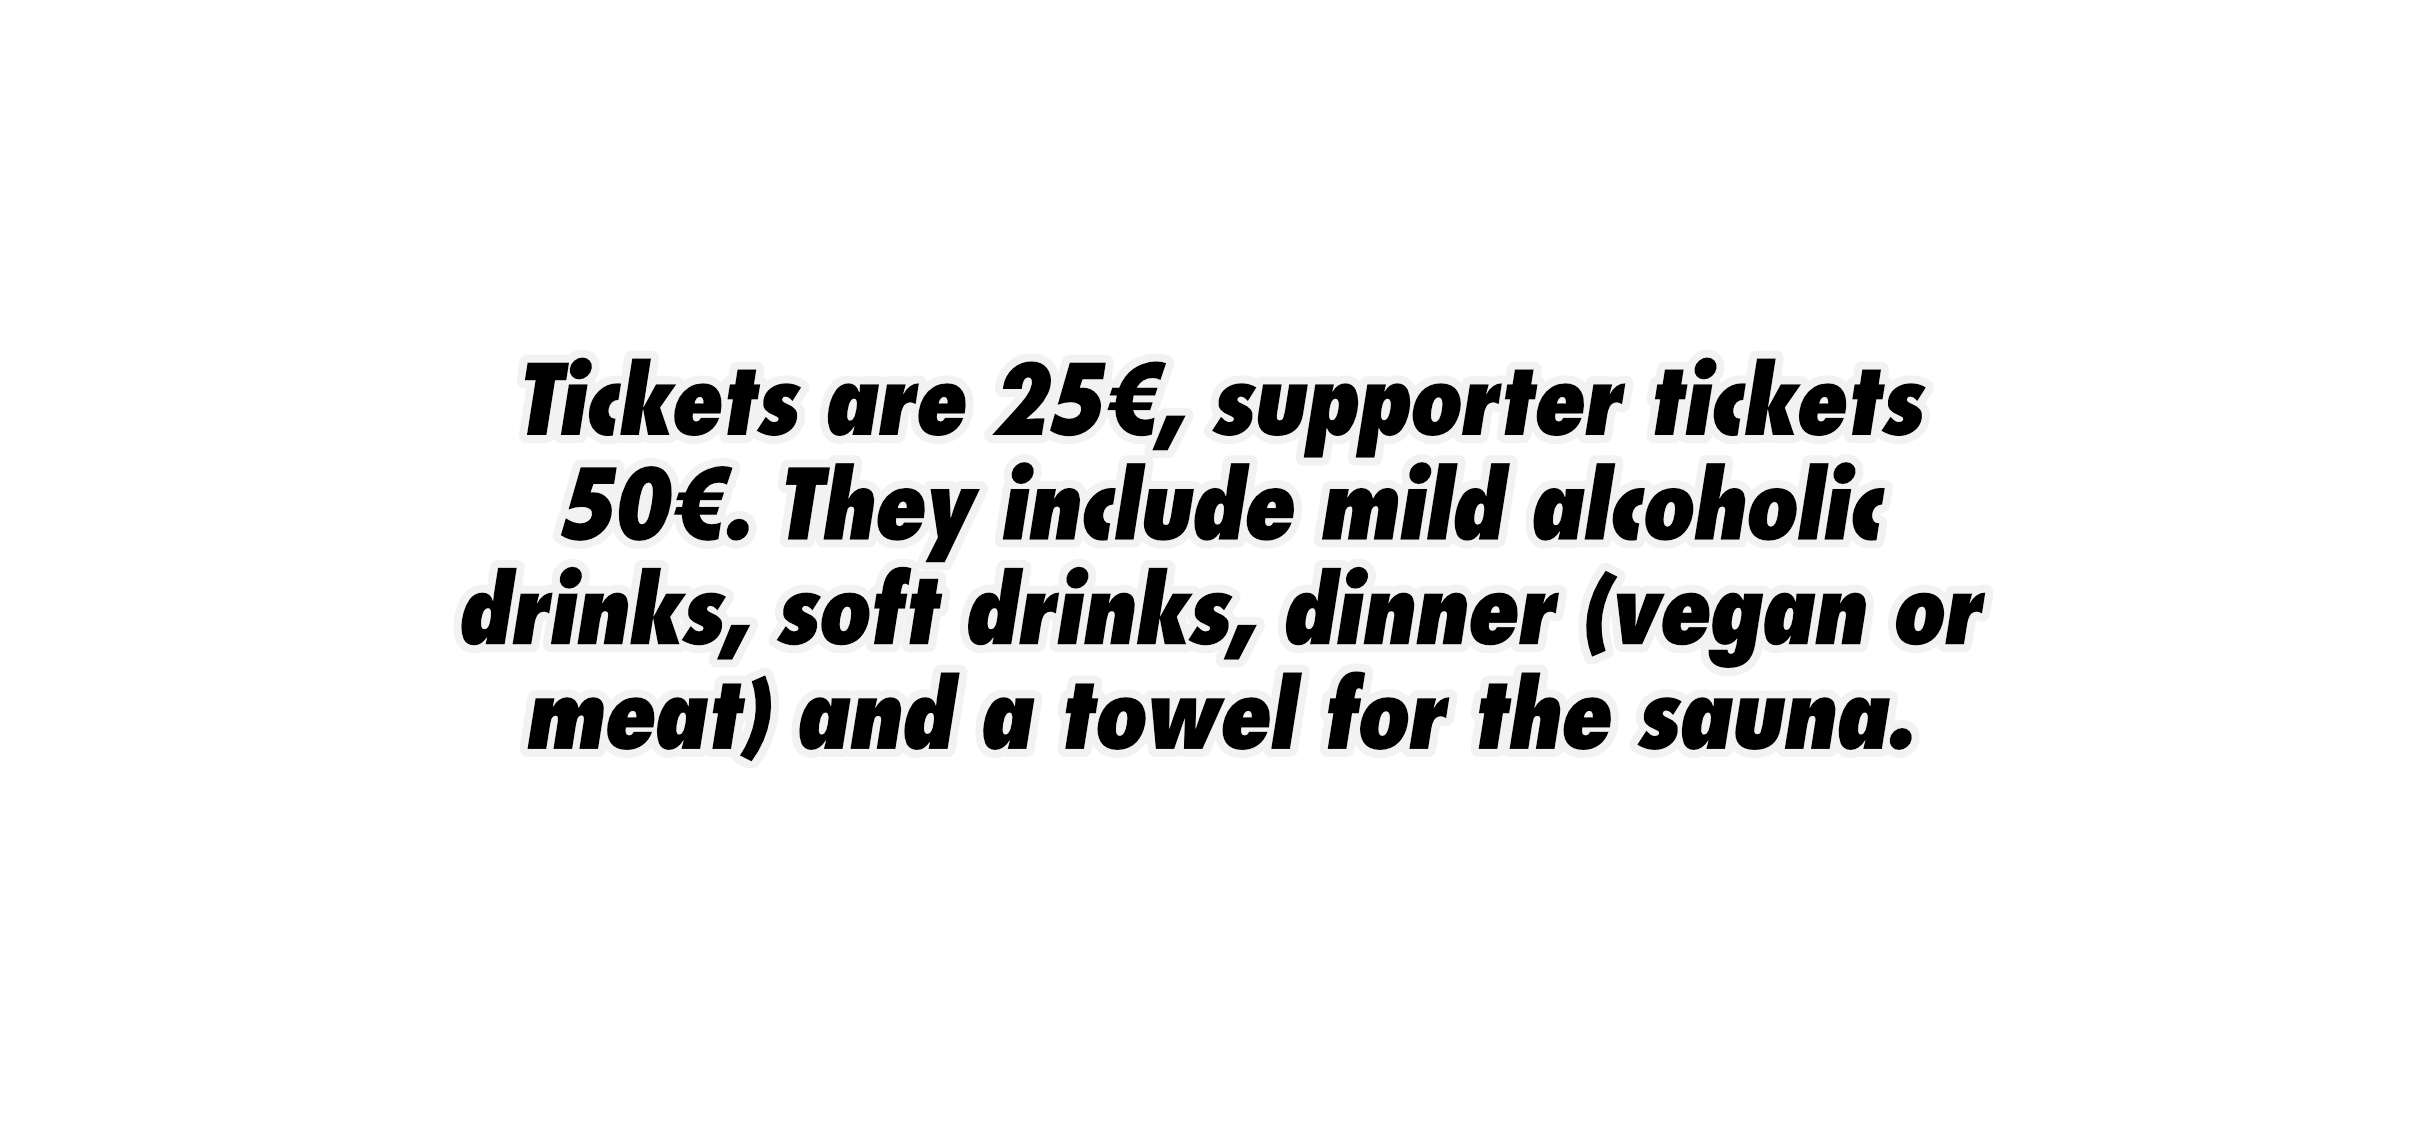 Tickets are 25€, supporter tickets
50€. They include mild alcoholic
drinks, soft drinks, dinner (vegan or
meat) and a towel for the sauna.